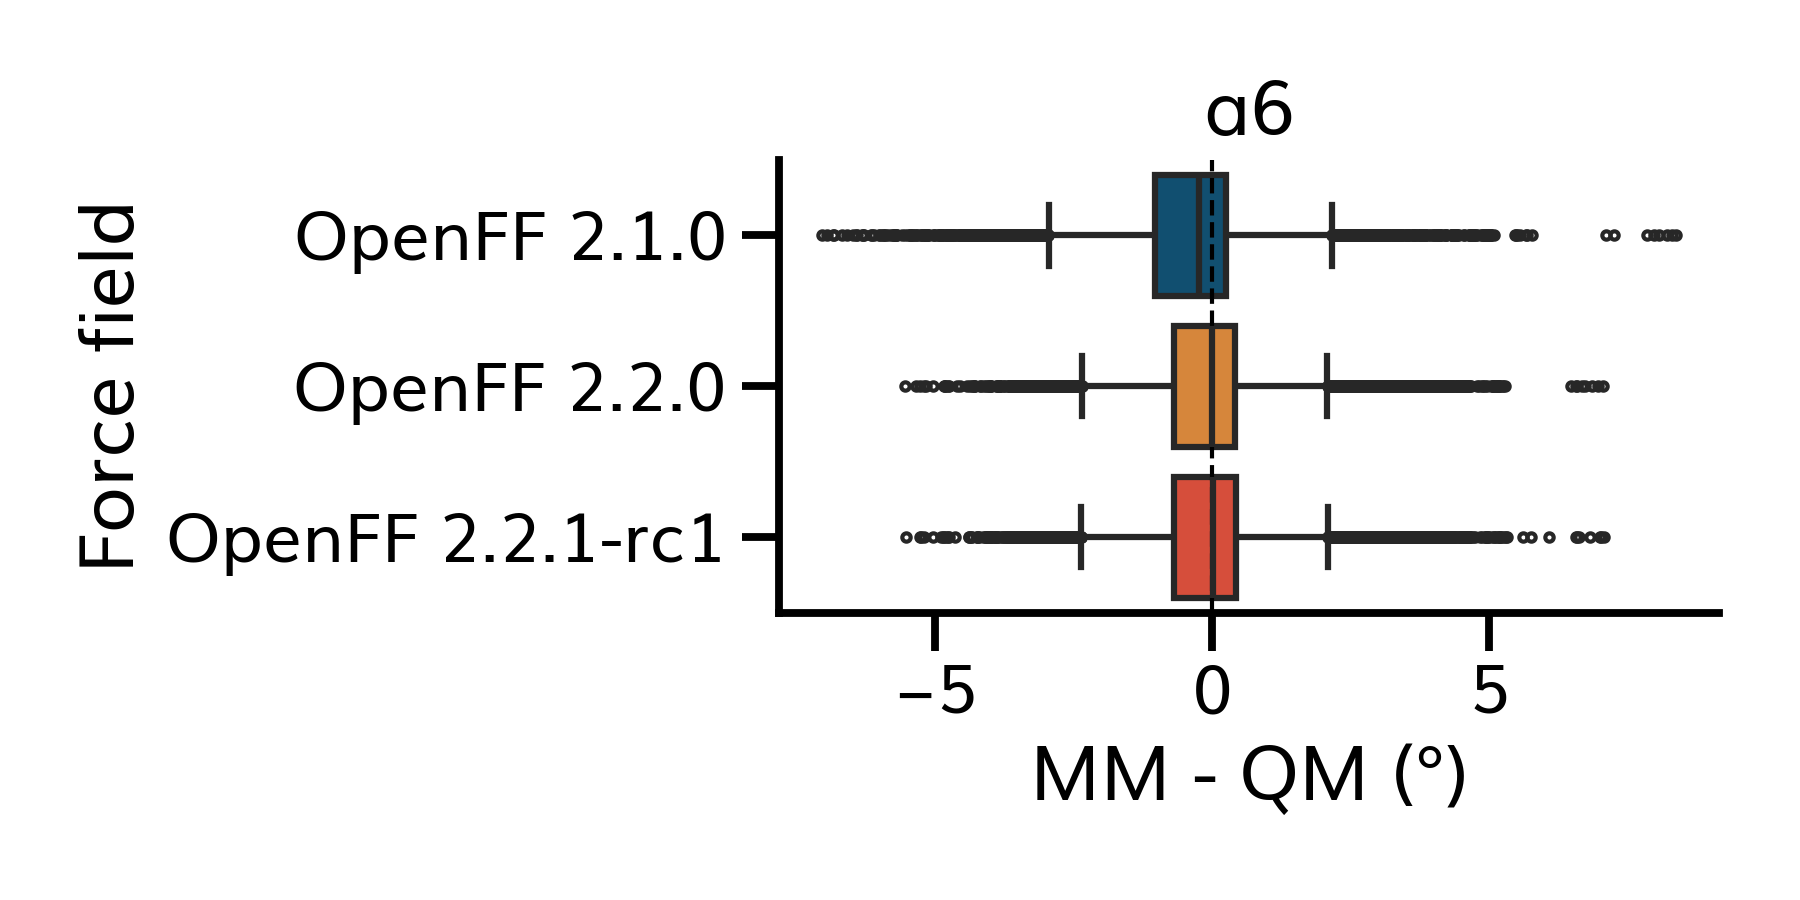 a6
Force field
OpenFF 2.1.0
OpenFF 2.2.0
OpenFF 2.2.1-rc1
−5 0 5
MM - QM (°)